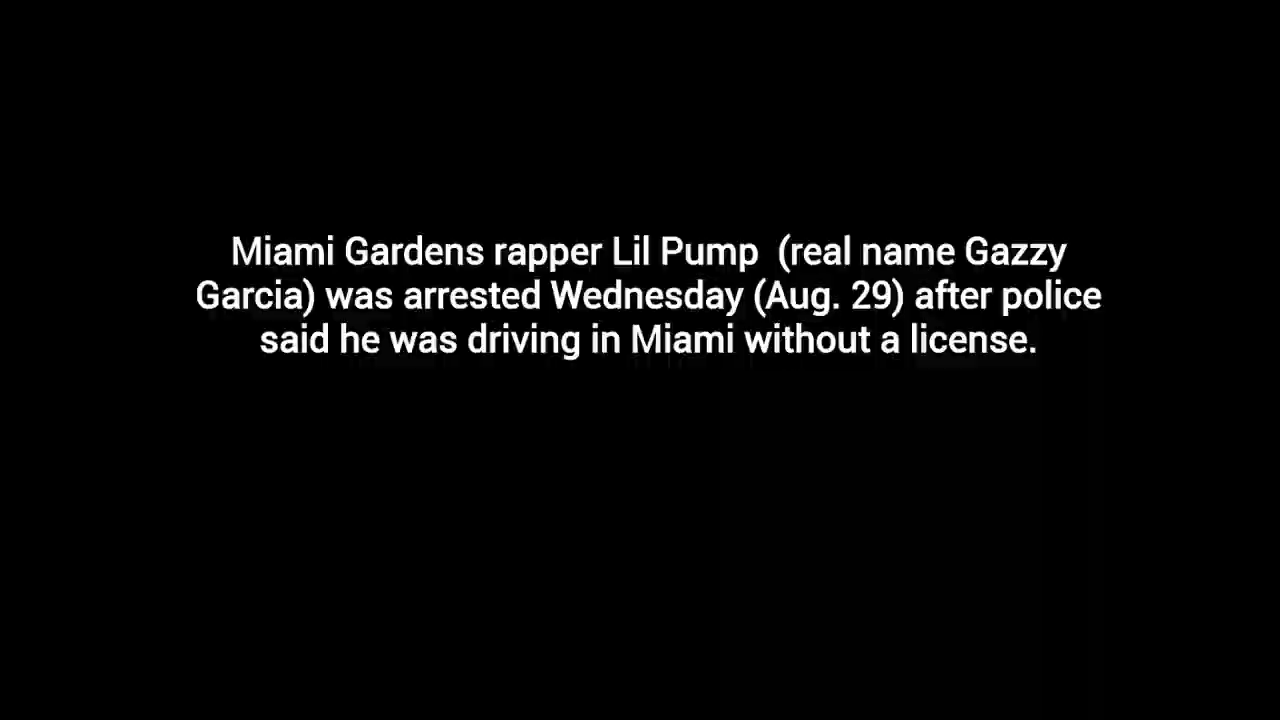 Miami Gardens rapper Lil Pump  (real name Gazzy
Garcia) was arrested Wednesday (Aug. 29) after police
said he was driving in Miami without a license.